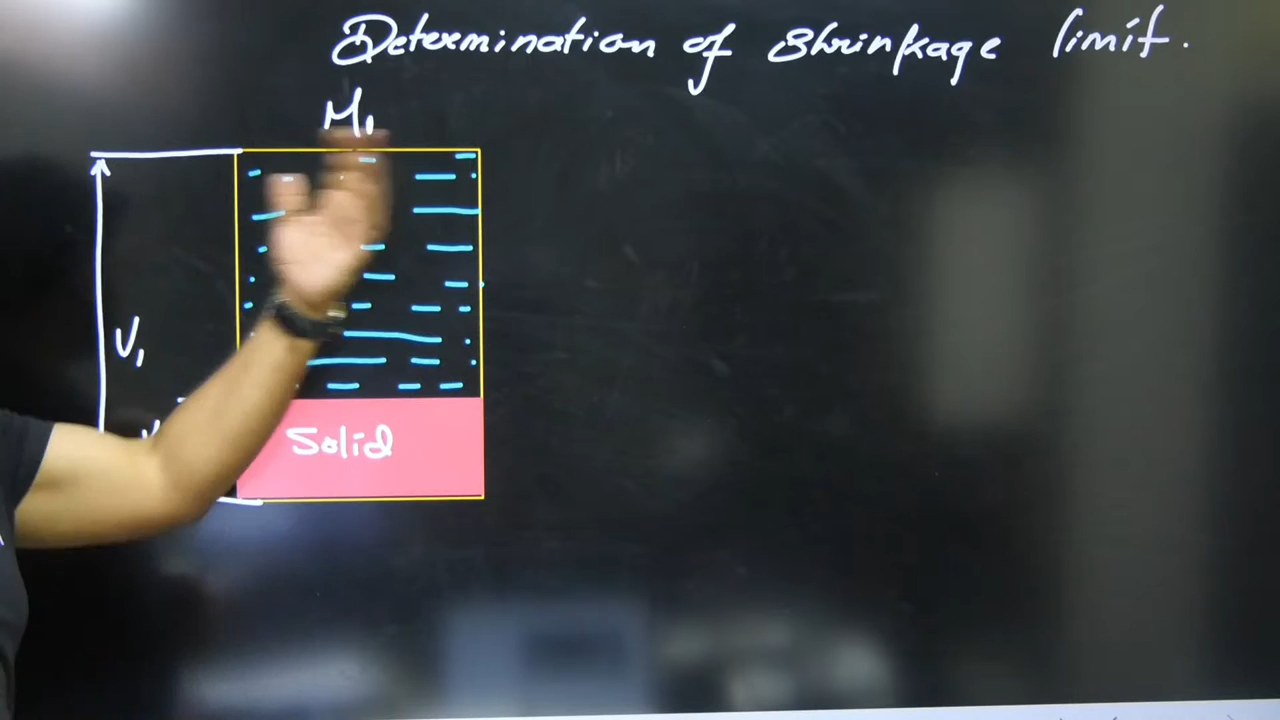 Determination of Shrinkage limit.
M1
V1
Solid